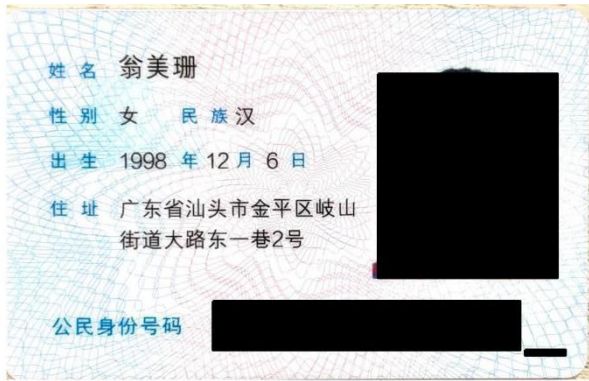 姓名 翁美珊
性别 女 民族 汉
出生 1998 年 12 月 6 日
住址 广东省汕头市金平区岐山
街道大路东一巷2号
公民身份号码